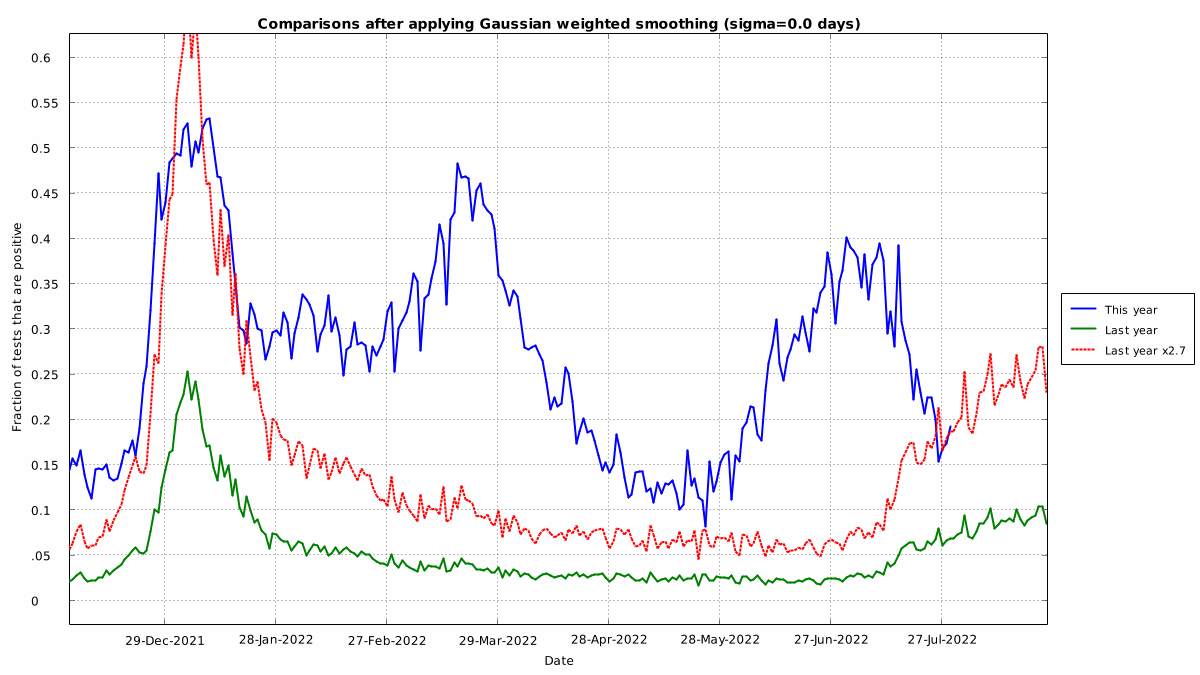 Comparisons after applying Gaussian weighted smoothing (sigma=0.0 days)
Fraction of tests that are positive
0.6
0.55
0.5
0.45
0.4
0.35
0.3
0.25
0.2
0.15
0.1
.05
0
29-Dec-2021 28-Jan-2022 27-Feb-2022 29-Mar-2022 28-Apr-2022 28-May-2022 27-Jun-2022 27-Jul-2022
Date
This year
Last year
Last year x2.7